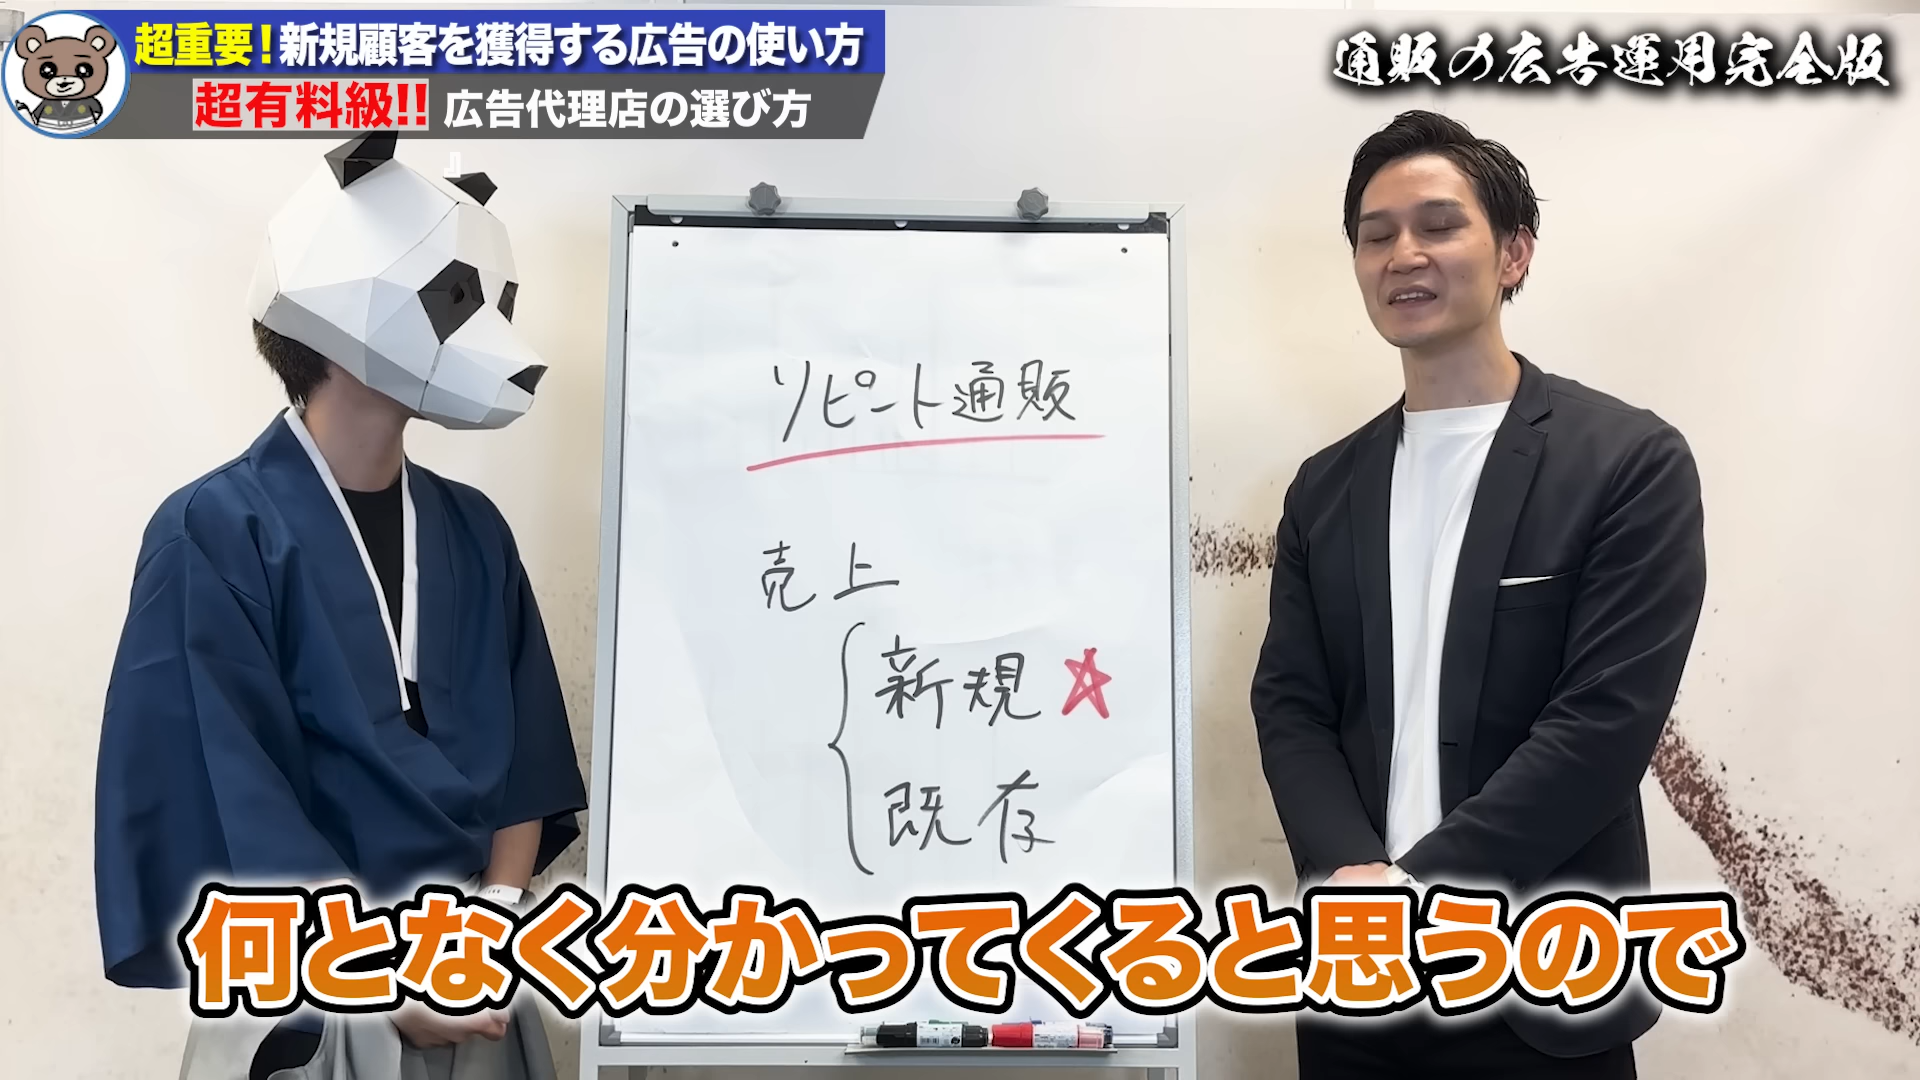 超重要！新規顧客を獲得する広告の使い方
超有料級!! 広告代理店の選び方
通販の広告運用完全版
』
リピート通販
売上
新規
既存
何となく分かってくると思うので